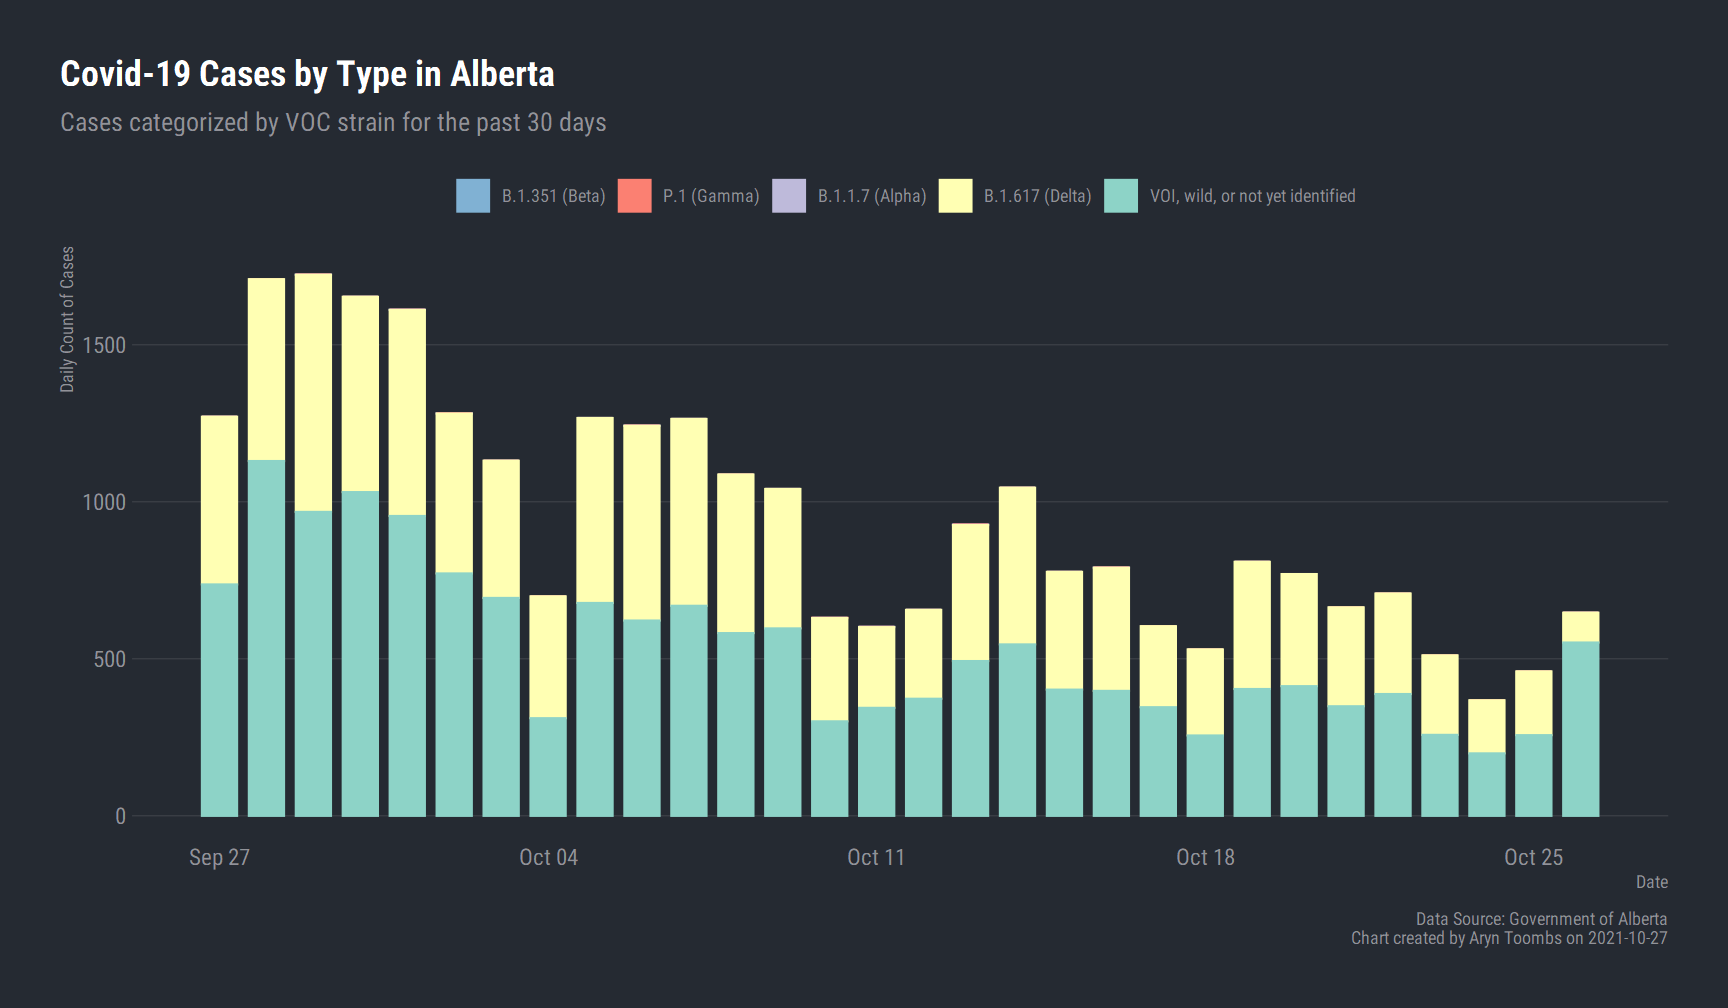 Covid-19 Cases by Type in Alberta
Cases categorized by VOC strain for the past 30 days
B.1.351 (Beta) P.1 (Gamma) B.1.1.7 (Alpha) B.1.617 (Delta) VOI, wild, or not yet identified
Daily Count of Cases
1500
1000
500
0
Sep 27 Oct 04 Oct 11 Oct 18 Oct 25
Date
Data Source: Government of Alberta
Chart created by Aryn Toombs on 2021-10-27